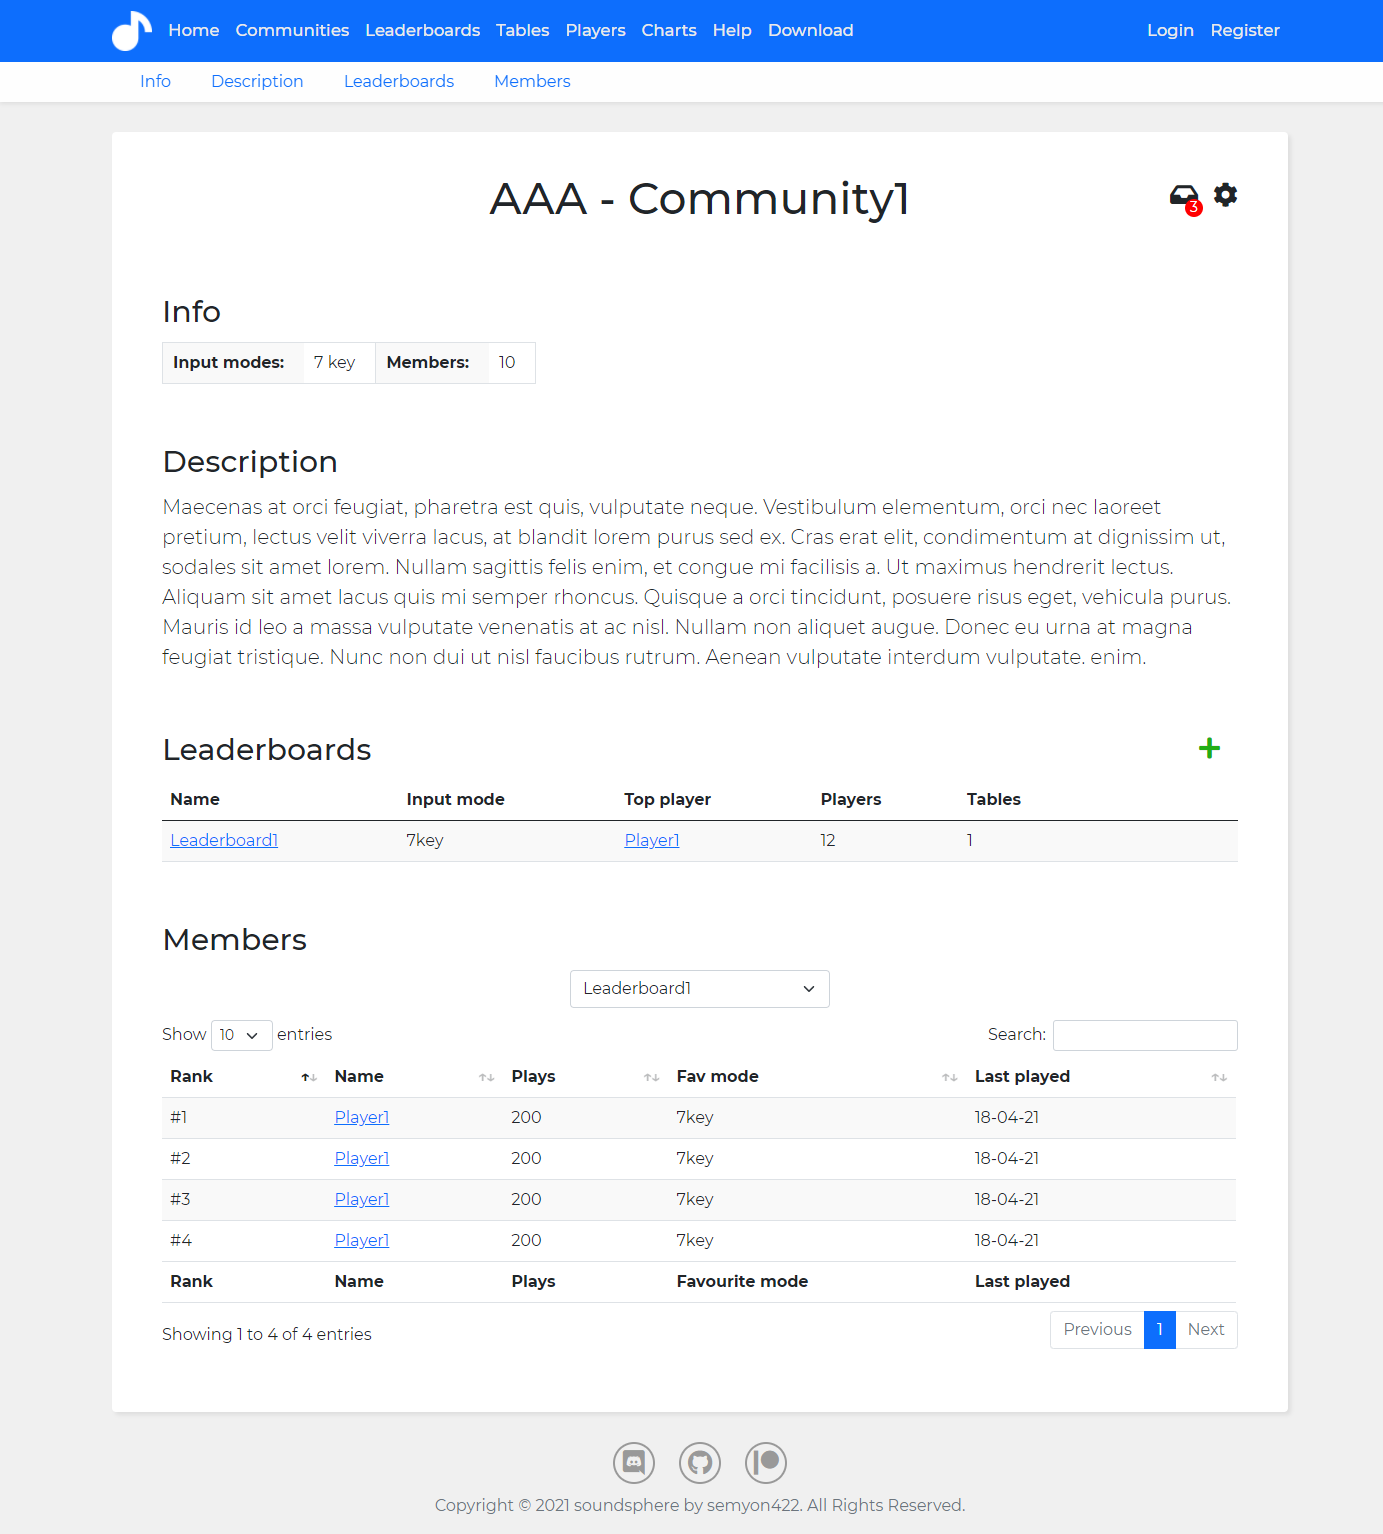 Home Communities Leaderboards Tables Players Charts Help Download Login Register
Info Description Leaderboards Members
AAA - Community1
3
Info
Input modes: 7 key Members: 10
Description
Maecenas at orci feugiat, pharetra est quis, vulputate neque. Vestibulum elementum, orci nec laoreet
pretium, lectus velit viverra lacus, at blandit lorem purus sed ex. Cras erat elit, condimentum at dignissim ut,
sodales sit amet lorem. Nullam sagittis felis enim, et congue mi facilisis a. Ut maximus hendrerit lectus.
Aliquam sit amet lacus quis mi semper rhoncus. Quisque a orci tincidunt, posuere risus eget, vehicula purus.
Mauris id leo a massa vulputate venenatis at ac nisl. Nullam non aliquet augue. Donec eu urna at magna
feugiat tristique. Nunc non dui ut nisl faucibus rutrum. Aenean vulputate interdum vulputate. enim.
Leaderboards
Name Input mode Top player Players Tables
Leaderboard1 7key Player1 12 1
Members
Leaderboard1
Show 10 entries Search:
Rank Name Plays Fav mode Last played
#1 Player1 200 7key 18-04-21
#2 Player1 200 7key 18-04-21
#3 Player1 200 7key 18-04-21
#4 Player1 200 7key 18-04-21
Rank Name Plays Favourite mode Last played
Showing 1 to 4 of 4 entries Previous 1 Next
Copyright © 2021 soundsphere by semyon422. All Rights Reserved.